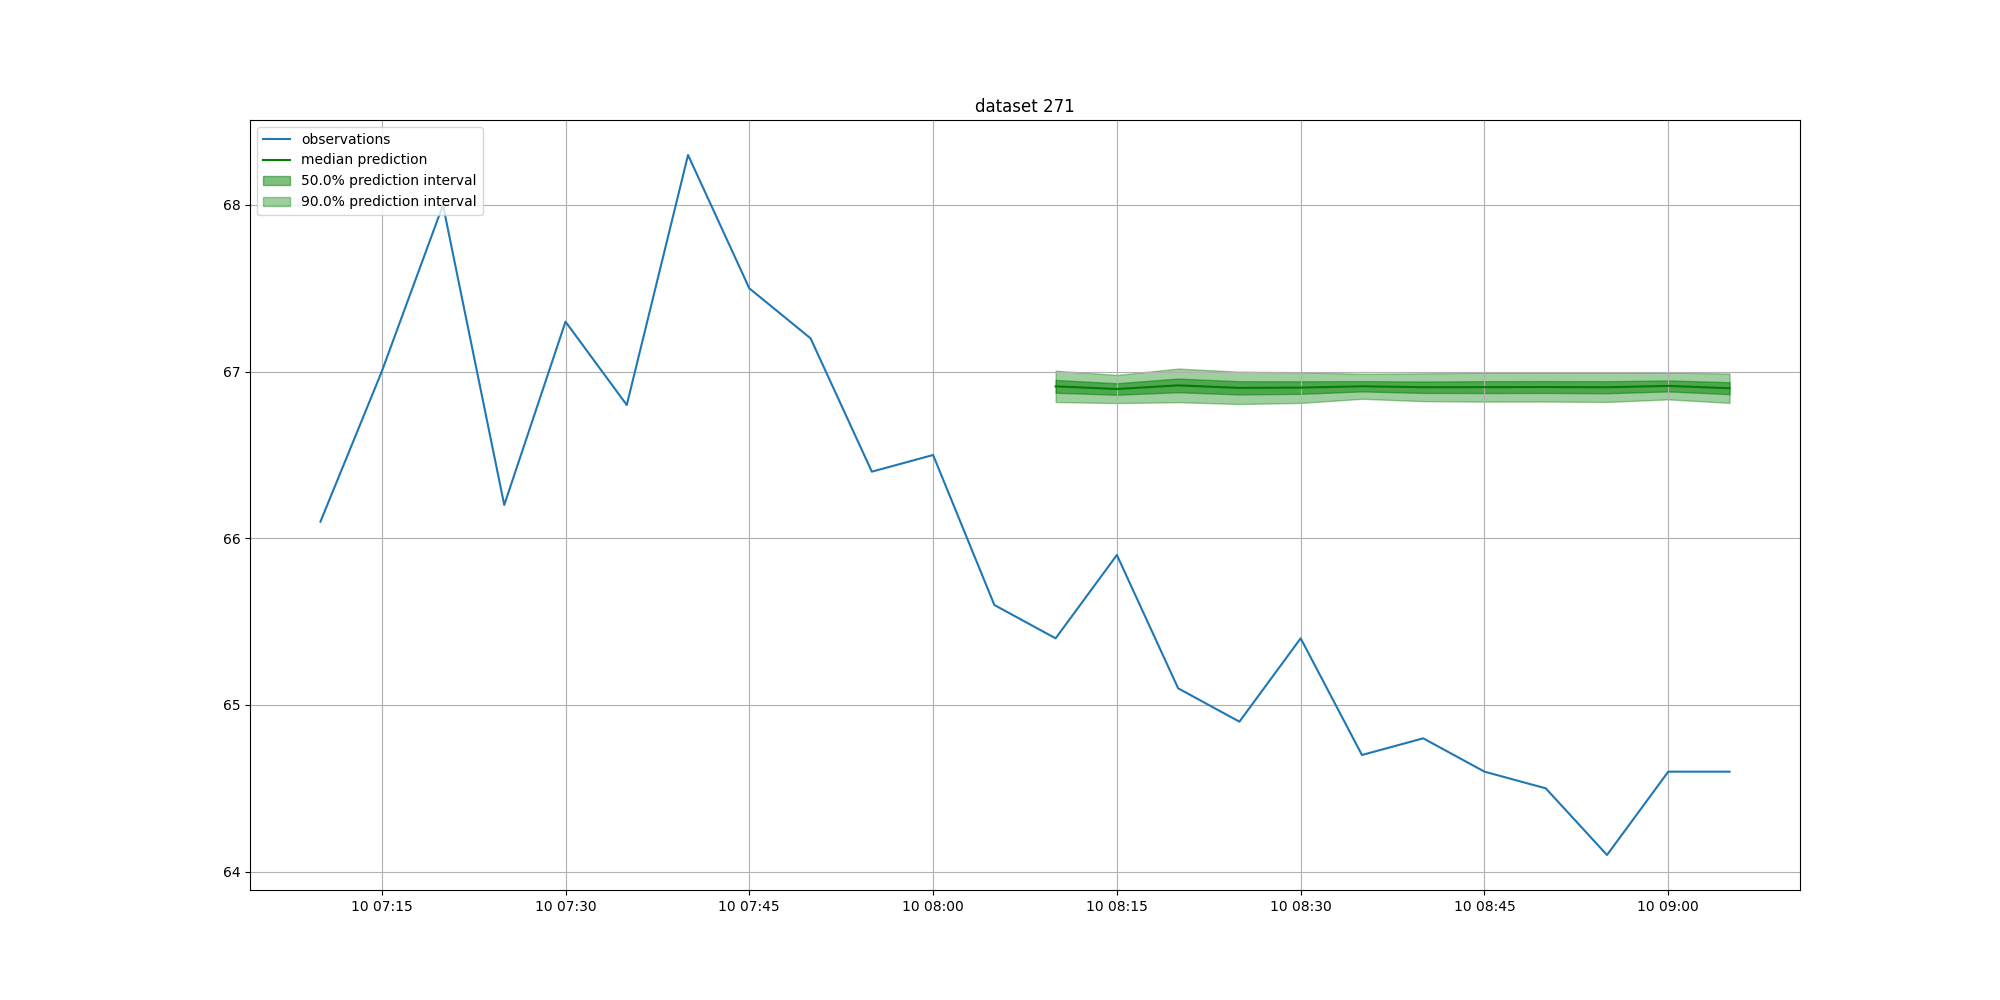 dataset 271
observations
median prediction
50.0% prediction interval
90.0% prediction interval
68
67
66
65
64
10 07:15
10 07:30
10 07:45
10 08:00
10 08:15
10 08:30
10 08:45
10 09:00